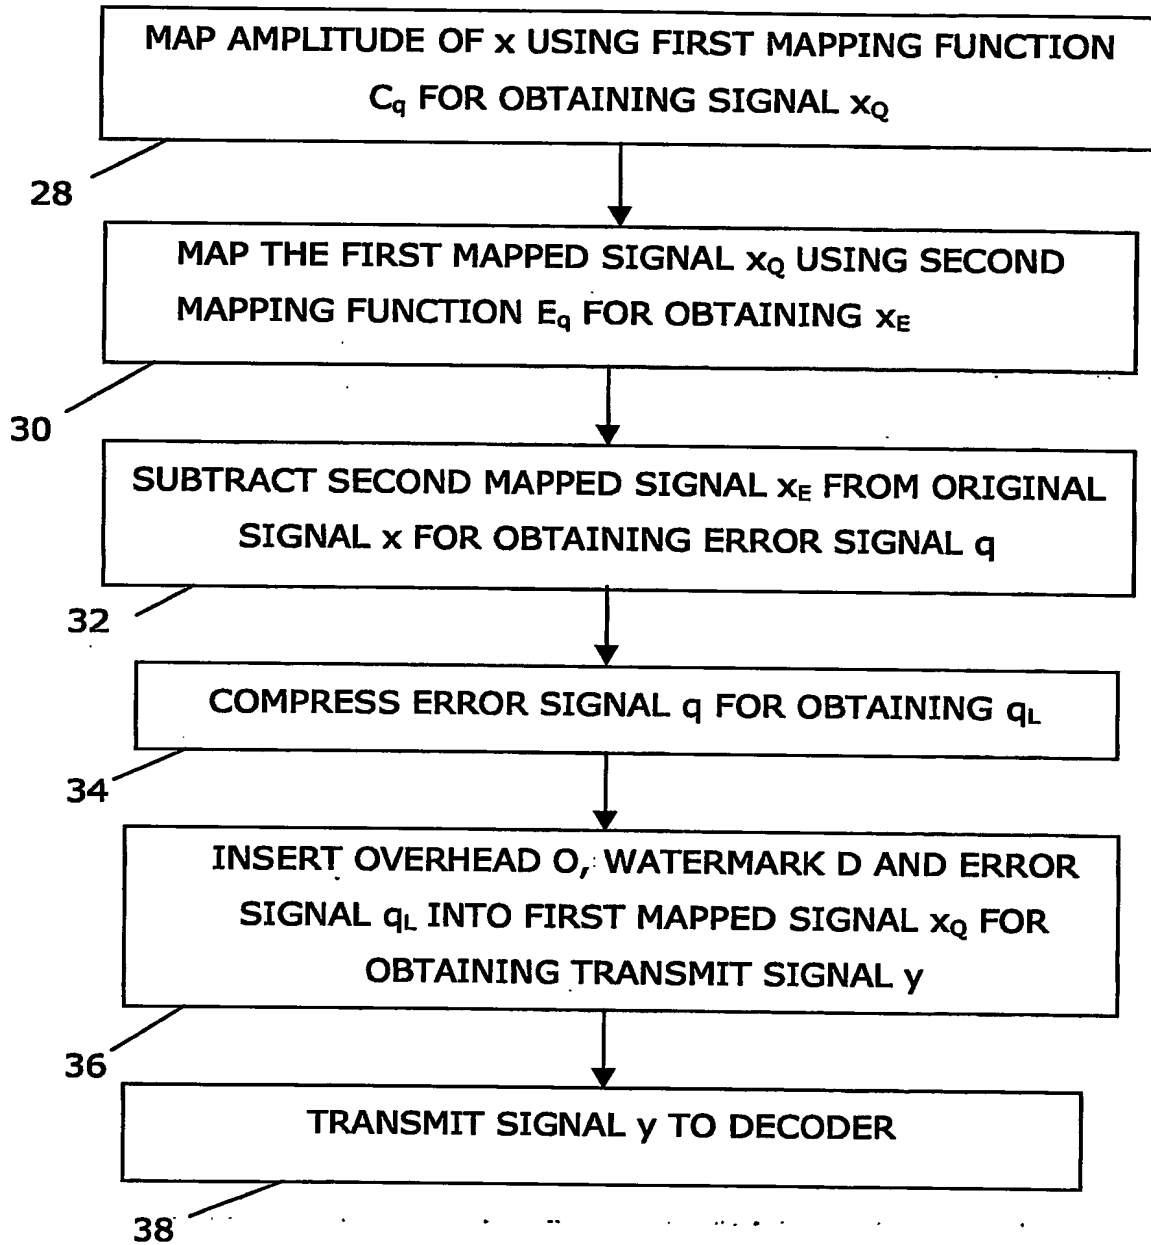 MAP AMPLITUDE OF x USING FIRST MAPPING FUNCTION
Cq FOR OBTAINING SIGNAL xQ
28
MAP THE FIRST MAPPED SIGNAL xQ USING SECOND
MAPPING FUNCTION Eq FOR OBTAINING xE
30
SUBTRACT SECOND MAPPED SIGNAL xE FROM ORIGINAL
SIGNAL x FOR OBTAINING ERROR SIGNAL q
32
COMPRESS ERROR SIGNAL q FOR OBTAINING qL
34
INSERT OVERHEAD O, WATERMARK D AND ERROR
SIGNAL qL INTO FIRST MAPPED SIGNAL xQ FOR
OBTAINING TRANSMIT SIGNAL y
36
TRANSMIT SIGNAL y TO DECODER
38